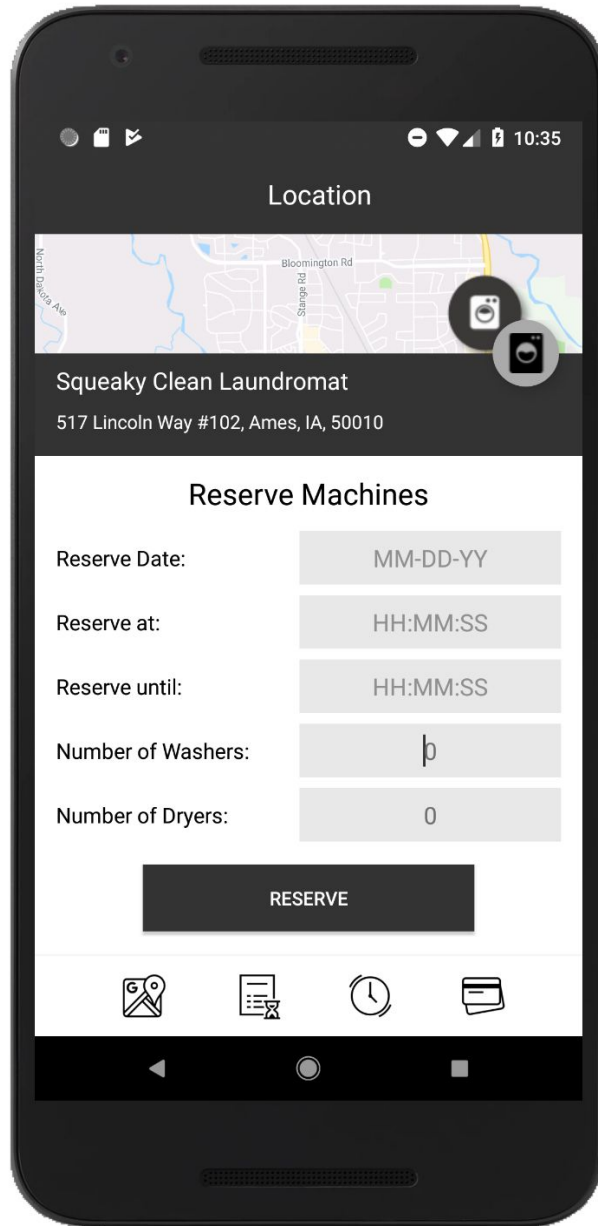 10:35
Location
North Dakota Ave
Bloomington Rd
Stange Rd
Squeaky Clean Laundromat
517 Lincoln Way #102, Ames, IA, 50010
Reserve Machines
Reserve Date: MM-DD-YY
Reserve at: HH:MM:SS
Reserve until: HH:MM:SS
Number of Washers: 0
Number of Dryers: 0
RESERVE
G